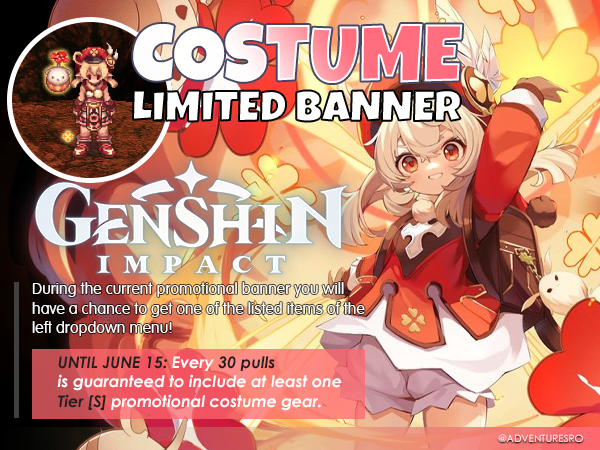 COSTUME
LIMITED BANNER
GENSHIN
IMPACT
During the current promotional banner you will
have a chance to get one of the listed items of the
left dropdown menu!
UNTIL JUNE 15: Every 30 pulls
is guaranteed to include at least one
Tier [S] promotional costume gear.
@ADVENTURESRO